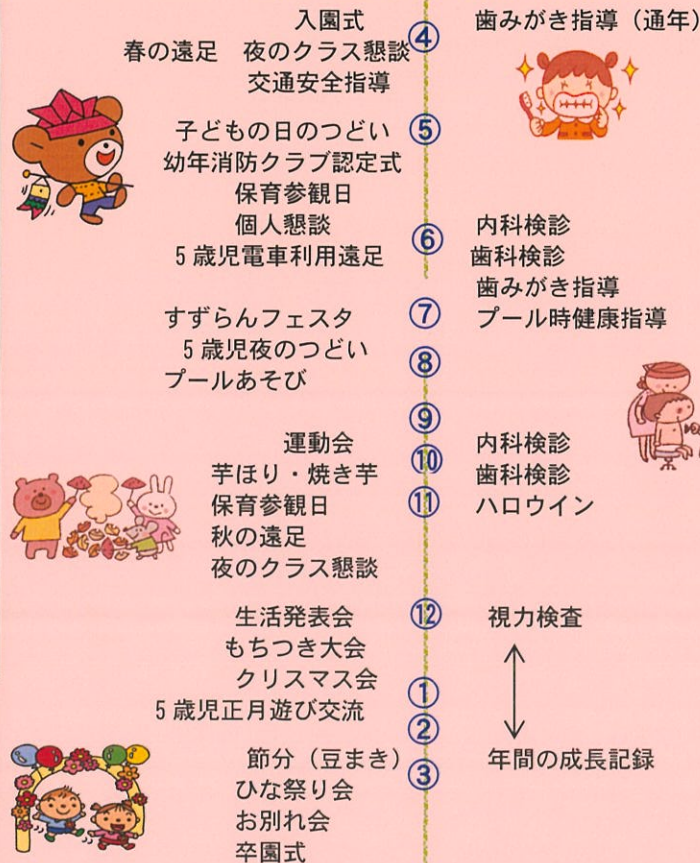 入園式 ④ 歯みがき指導（通年）
春の遠足　夜のクラス懇談
交通安全指導
子どもの日のつどい ⑤
幼年消防クラブ認定式
保育参観日
個人懇談 ⑥ 内科検診
５歳児電車利用遠足 歯科検診
歯みがき指導
すずらんフェスタ ⑦ プール時健康指導
５歳児夜のつどい ⑧
プールあそび
⑨
運動会 ⑩ 内科検診
芋ほり・焼き芋 歯科検診
保育参観日 ⑪ ハロウイン
秋の遠足
夜のクラス懇談
生活発表会 ⑫ 視力検査
もちつき大会
クリスマス会 ①
５歳児正月遊び交流 ②
節分（豆まき） ③ 年間の成長記録
ひな祭り会
お別れ会
卒園式